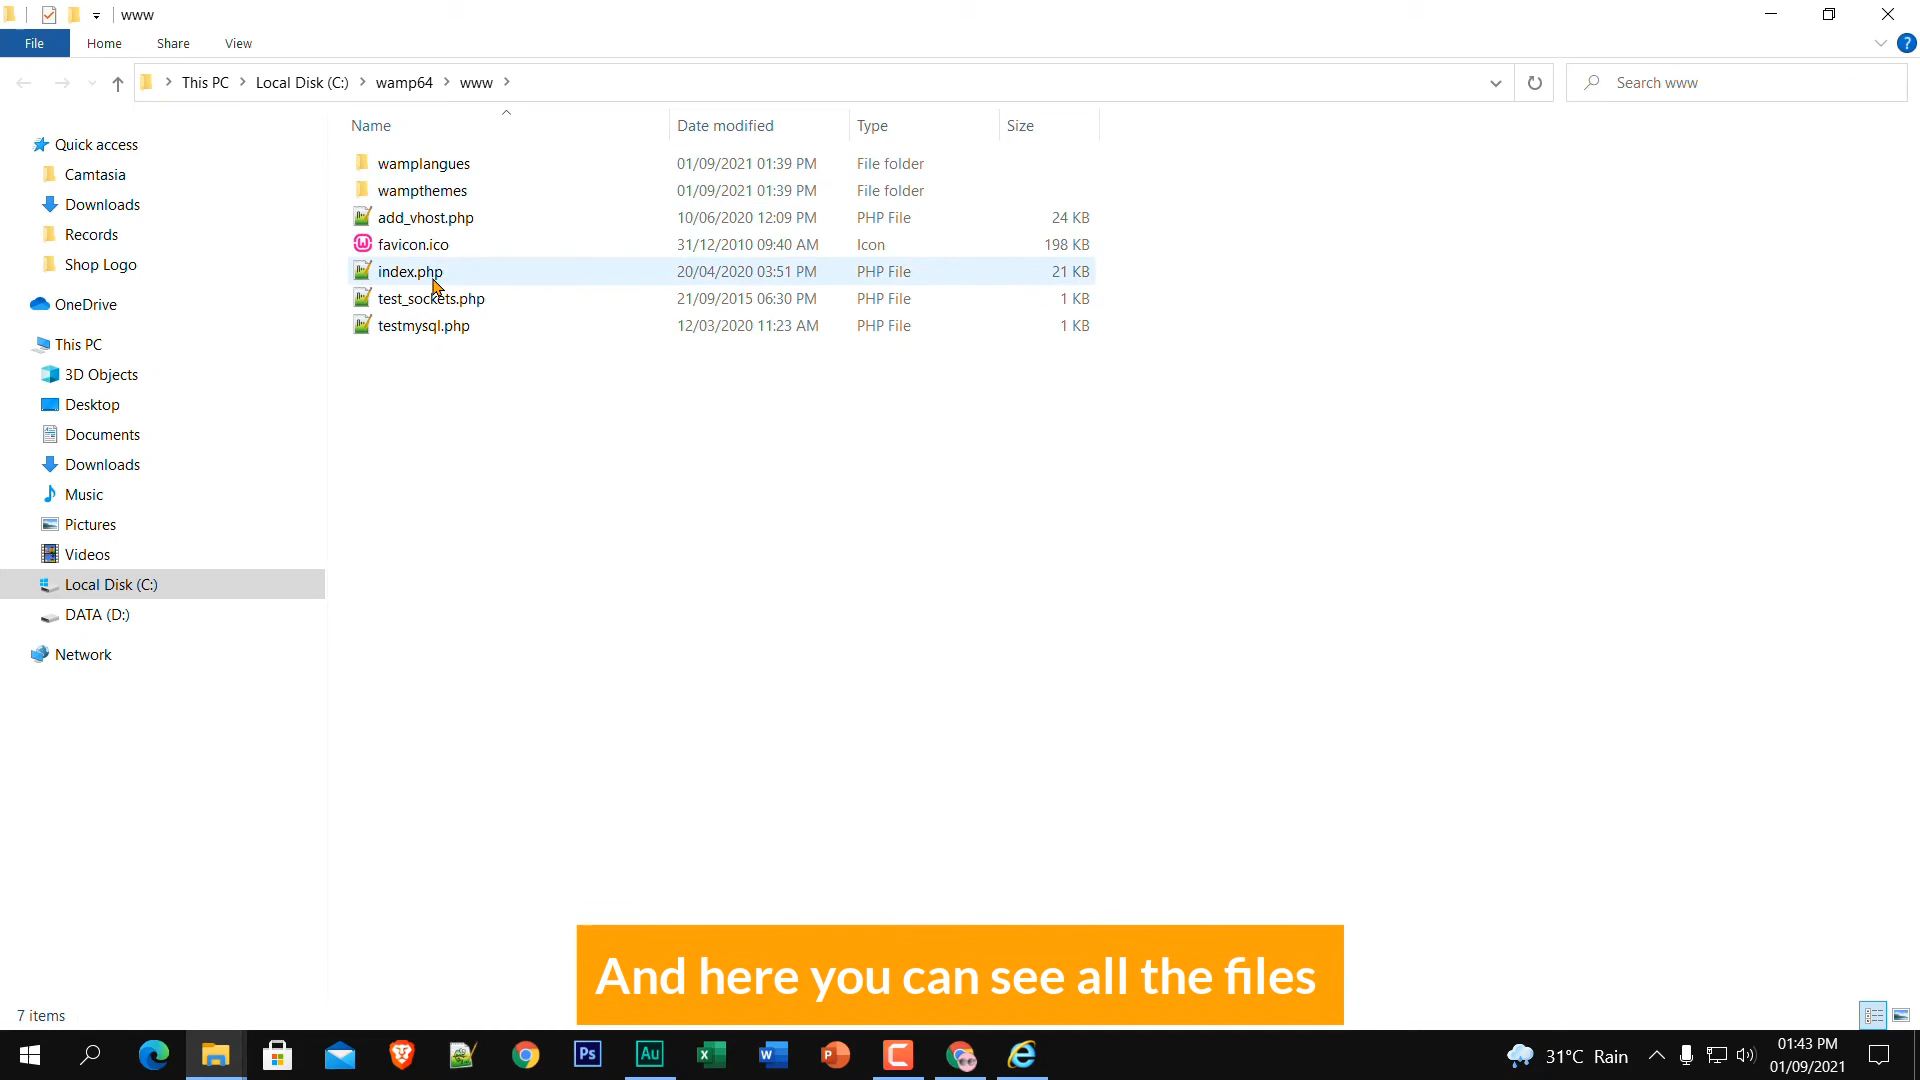 www
File Home Share View
This PC Local Disk (C:) wamp64 www
Search www
Name Date modified Type Size
Quick access
Camtasia
Downloads
Records
Shop Logo
OneDrive
This PC
3D Objects
Desktop
Documents
Downloads
Music
Pictures
Videos
Local Disk (C:)
DATA (D:)
Network
wamplangues 01/09/2021 01:39 PM File folder
wampthemes 01/09/2021 01:39 PM File folder
add_vhost.php 10/06/2020 12:09 PM PHP File 24 KB
favicon.ico 31/12/2010 09:40 AM Icon 198 KB
index.php 20/04/2020 03:51 PM PHP File 21 KB
test_sockets.php 21/09/2015 06:30 PM PHP File 1 KB
testmysql.php 12/03/2020 11:23 AM PHP File 1 KB
And here you can see all the files
7 items
Ps Au
31°C Rain
01:43 PM
01/09/2021